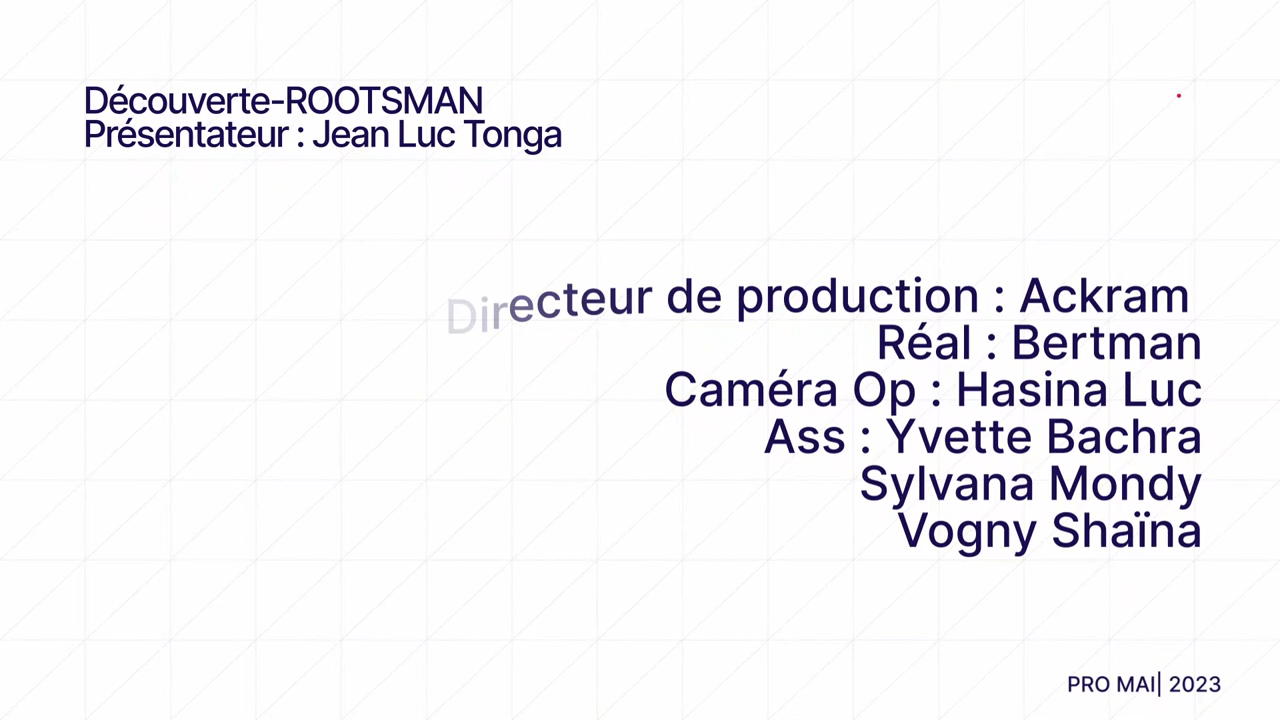 Découverte-ROOTSMAN
Présentateur : Jean Luc Tonga
Directeur de production : Ackram
Réal : Bertman
Caméra Op : Hasina Luc
Ass : Yvette Bachra
Sylvana Mondy
Vogny Shaïna
PRO MAI| 2023